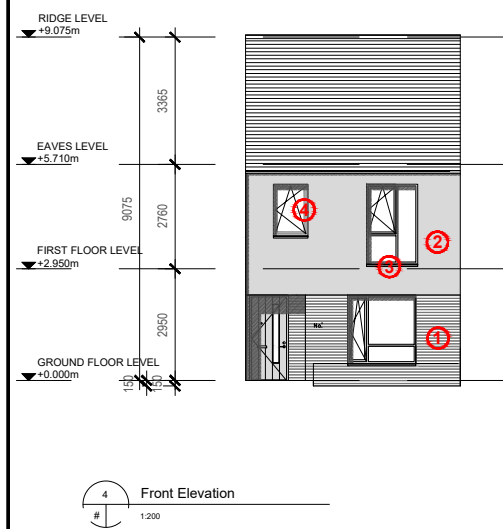 RIDGE LEVEL
+9.075m
3365
EAVES LEVEL
+5.710m
9075
2760
4
2
FIRST FLOOR LEVEL
+2.950m
3
2950
No.
1
GROUND FLOOR LEVEL
+0.000m
150
150
4
Front Elevation
#
1:200